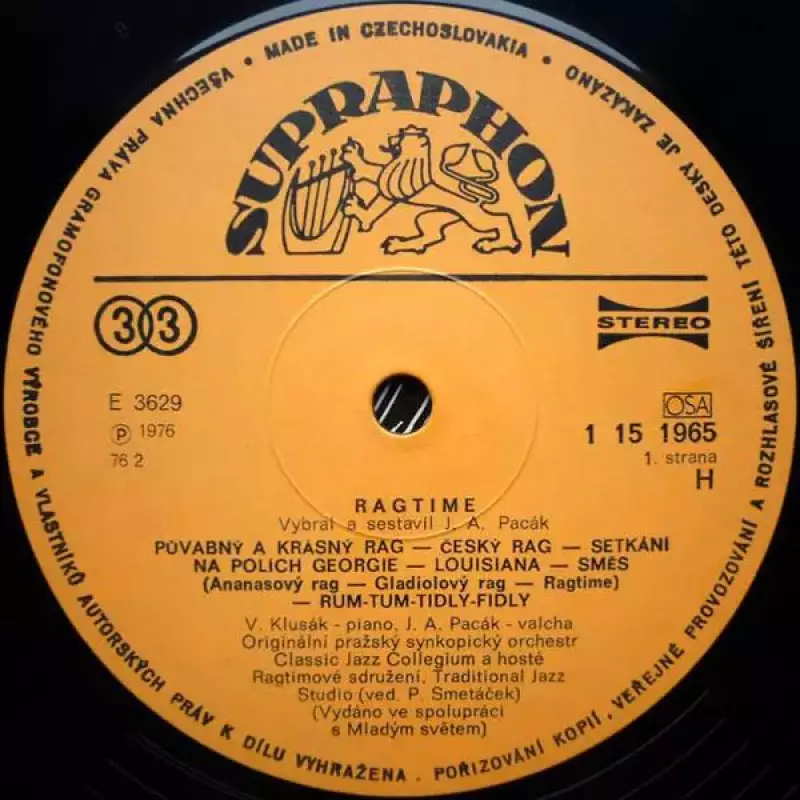 VŠECHNA PRÁVA GRAMOFONOVÉHO VÝROBCE A VLASTNÍKŮ AUTORSKÝCH PRÁV K DÍLU VYHRAŽENA . POŘIZOVÁNÍ KOPIÍ, VEŘEJNÉ PROVOZOVÁNÍ A ROZHLASOVÉ ŠÍŘENÍ TÉTO DESKY JE ZAKÁZÁNO • MADE IN CZECHOSLOVAKIA •
SUPRAPHON
33
STEREO
E 3629
Ⓟ 1976
76 2
OSA
1 15 1965
1. strana
H
RAGTIME
Vybral a sestavil J. A. Pacák
PŮVABNÝ A KRÁSNÝ RAG — ČESKÝ RAG — SETKÁNÍ
NA POLICH GEORGIE — LOUISIANA — SMĚS
(Ananasový rag — Gladiolový rag — Ragtime)
— RUM-TUM-TIDLY-FIDLY
V. Klusák - piano, J. A. Pacák - valcha
Originální pražský synkopický orchestr
Classic Jazz Collegium a hosté
Ragtimové sdružení, Traditional Jazz
Studio (ved. P. Smetáček)
(Vydáno ve spolupráci
s Mladým světem)